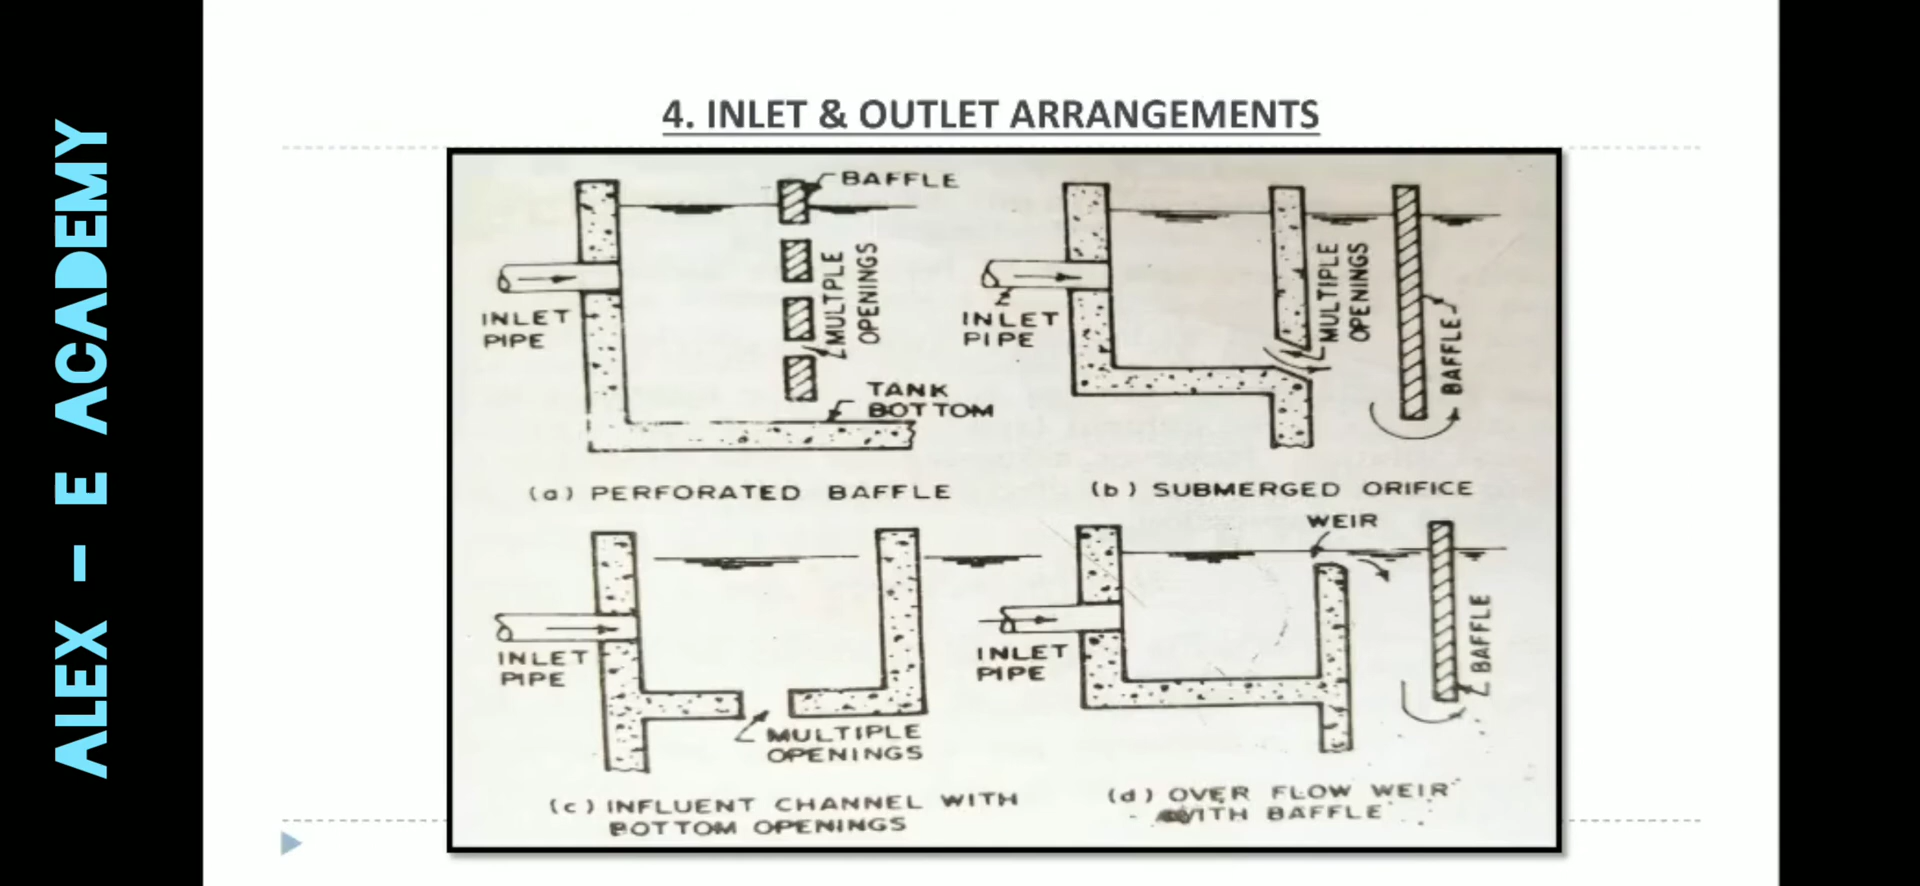 ALEX - E ACADEMY
4. INLET & OUTLET ARRANGEMENTS
BAFFLE
MULTPLE
OPENINGS
INLET
PIPE
TANK
BOTTOM
(a) PERFORATED BAFFLE
INLET
PIPE
MULTIPLE
OPENINGS
BAFFLE
(b) SUBMERGED ORIFICE
INLET
PIPE
MULTIPLE
OPENINGS
(c) INFLUENT CHANNEL WITH
BOTTOM OPENINGS
WEIR
INLET
PIPE
BAFFLE
(d) OVER FLOW WEIR
WITH BAFFLE